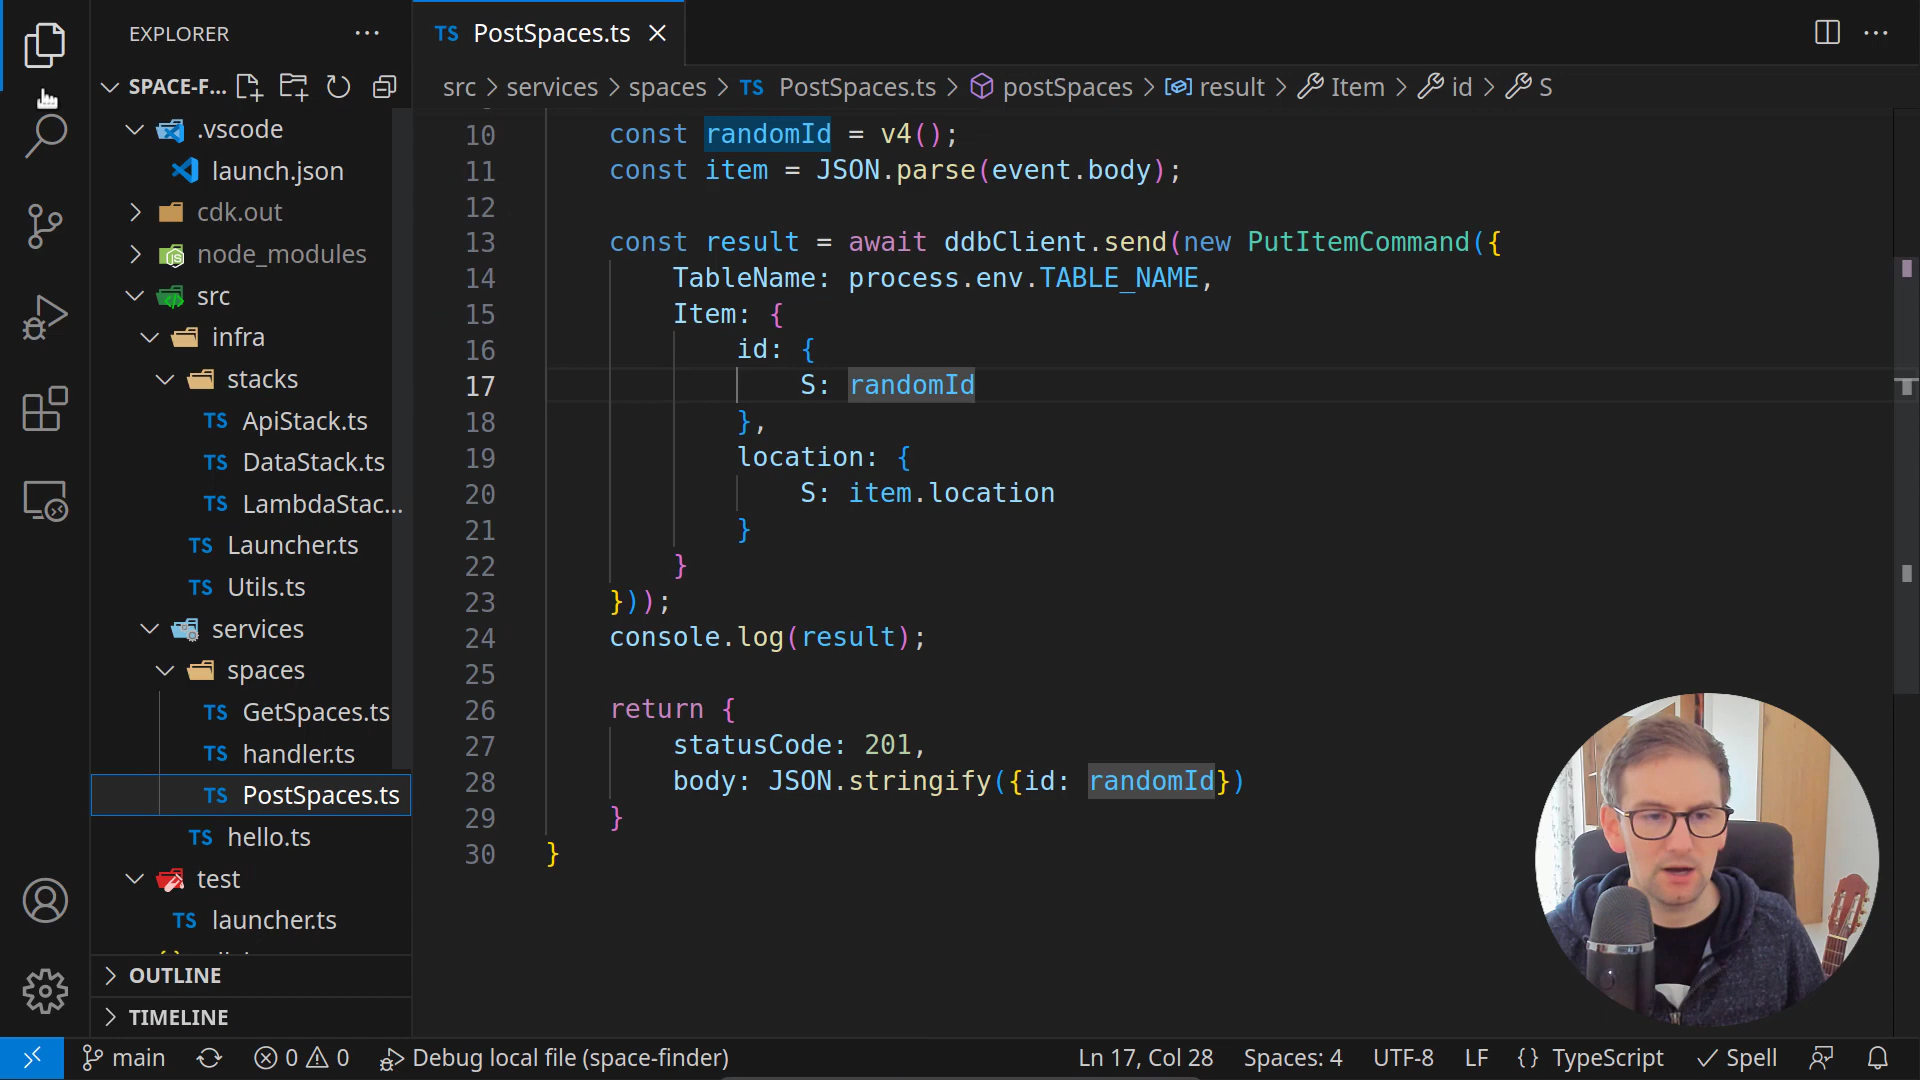 EXPLORER
SPACE-F...
.vscode
launch.json
cdk.out
node_modules
src
infra
stacks
TS ApiStack.ts
TS DataStack.ts
TS LambdaStac...
TS Launcher.ts
TS Utils.ts
services
spaces
TS GetSpaces.ts
TS handler.ts
TS PostSpaces.ts
TS hello.ts
test
TS launcher.ts
OUTLINE
TIMELINE
TS PostSpaces.ts
src > services > spaces > TS PostSpaces.ts > postSpaces > result > Item > id > S
10 const randomId = v4();
11 const item = JSON.parse(event.body);
12
13 const result = await ddbClient.send(new PutItemCommand({
14 TableName: process.env.TABLE_NAME,
15 Item: {
16 id: {
17 S: randomId
18 },
19 location: {
20 S: item.location
21 }
22 }
23 }));
24 console.log(result);
25
26 return {
27 statusCode: 201,
28 body: JSON.stringify({id: randomId})
29 }
30 }
main 0 0 Debug local file (space-finder) Ln 17, Col 28 Spaces: 4 UTF-8 LF {} TypeScript Spell